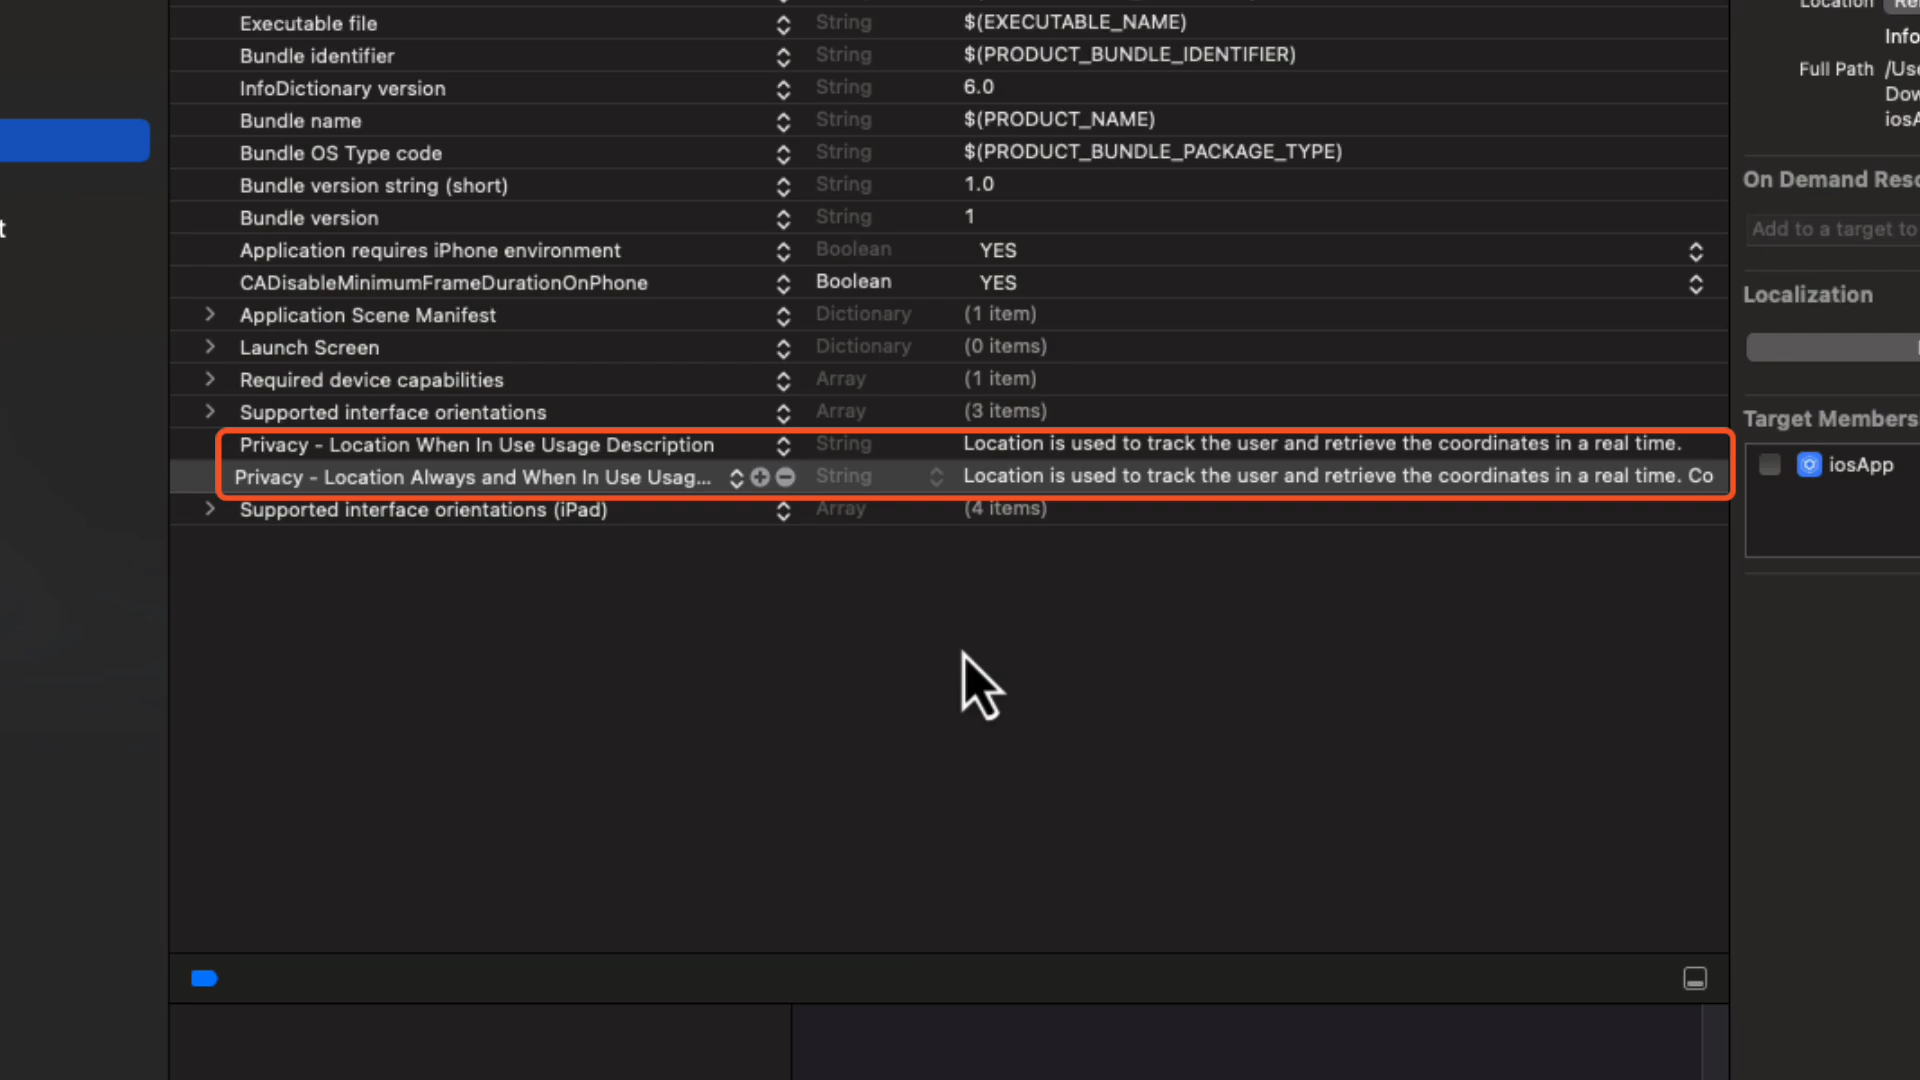 Executable file String $(EXECUTABLE_NAME)
Bundle identifier String $(PRODUCT_BUNDLE_IDENTIFIER)
InfoDictionary version String 6.0
Bundle name String $(PRODUCT_NAME)
Bundle OS Type code String $(PRODUCT_BUNDLE_PACKAGE_TYPE)
Bundle version string (short) String 1.0
Bundle version String 1
Application requires iPhone environment Boolean YES
CADisableMinimumFrameDurationOnPhone Boolean YES
Application Scene Manifest Dictionary (1 item)
Launch Screen Dictionary (0 items)
Required device capabilities Array (1 item)
Supported interface orientations Array (3 items)
Privacy - Location When In Use Usage Description String Location is used to track the user and retrieve the coordinates in a real time.
Privacy - Location Always and When In Use Usag... String Location is used to track the user and retrieve the coordinates in a real time. Co
Supported interface orientations (iPad) Array (4 items)
t
Location Re
Info
Full Path /Use
Dow
iosA
On Demand Reso
Add to a target to
Localization
Target Members
iosApp